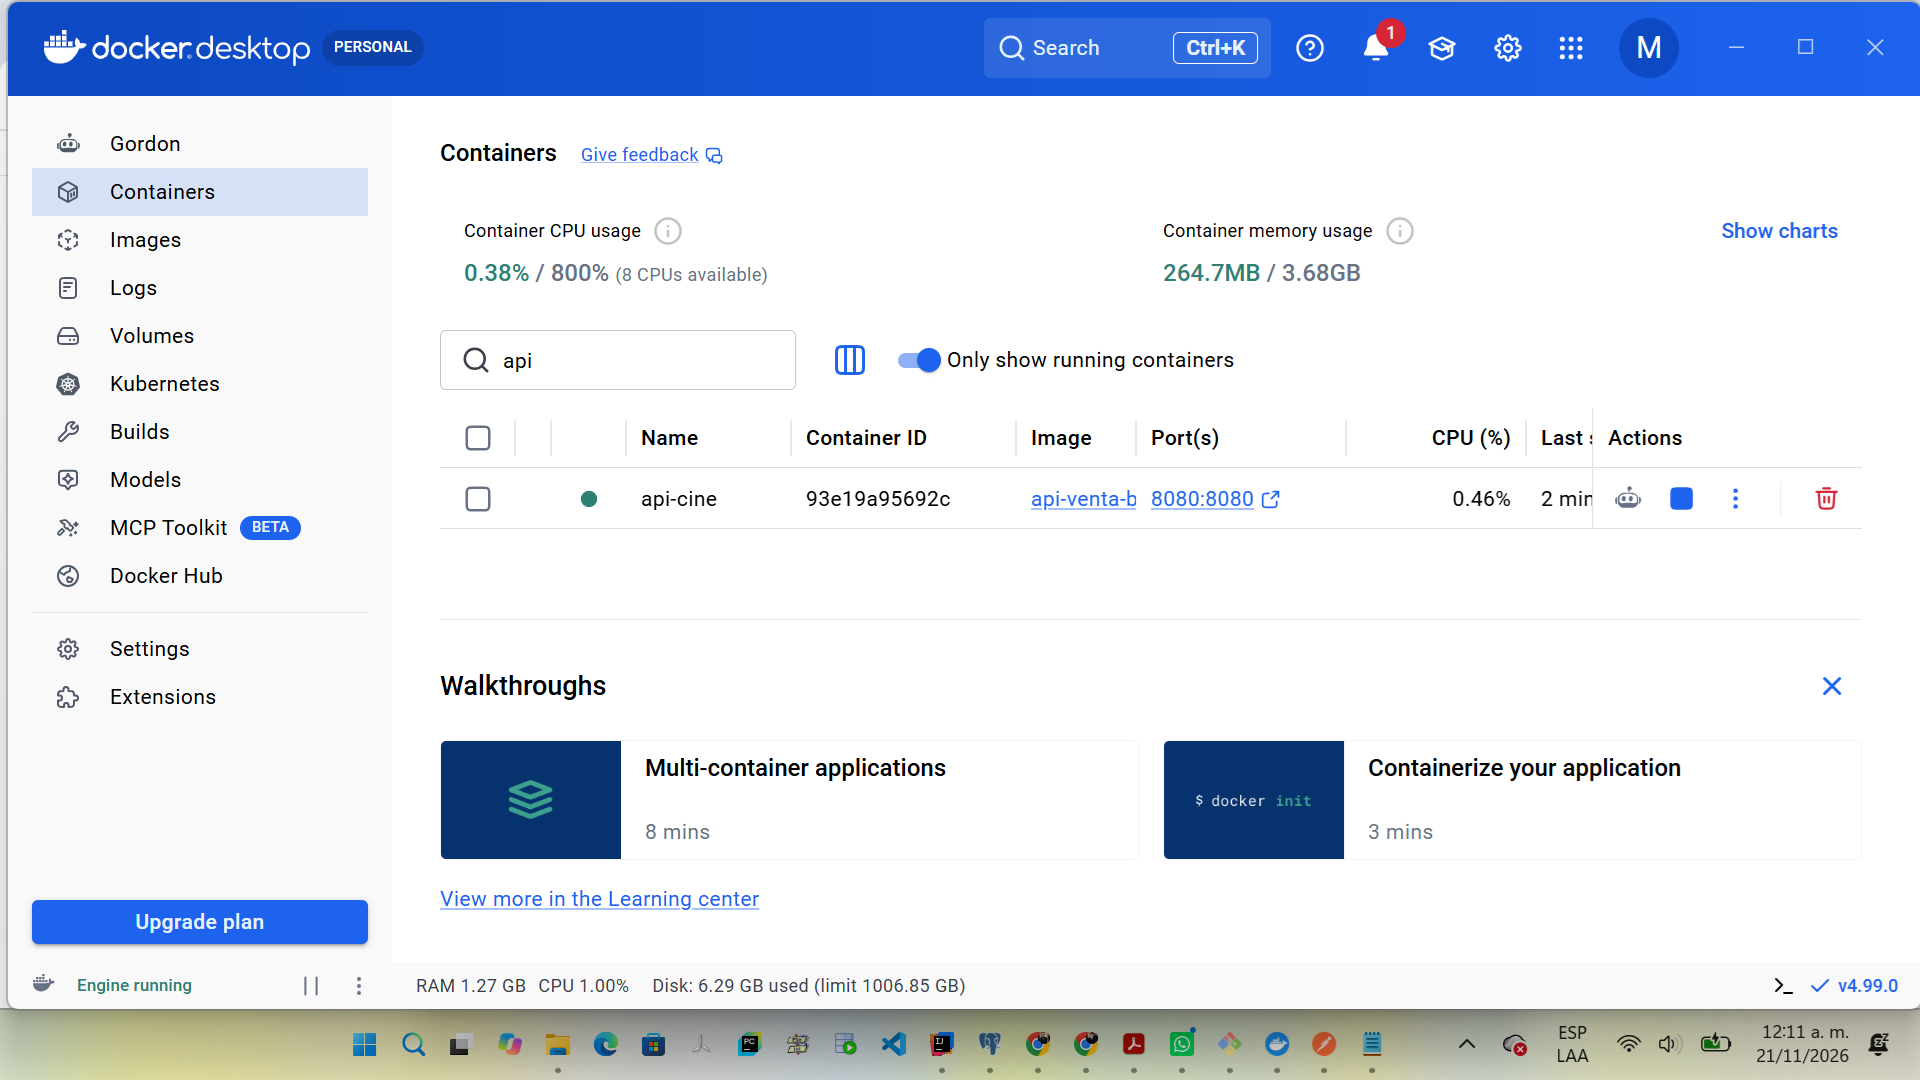 docker.desktop PERSONAL
Search Ctrl+K
1
M
Gordon
Containers
Images
Logs
Volumes
Kubernetes
Builds
Models
MCP Toolkit BETA
Docker Hub
Settings
Extensions
Upgrade plan
Containers Give feedback
Container CPU usage
0.38% / 800% (8 CPUs available)
Container memory usage
264.7MB / 3.68GB
Show charts
api
Only show running containers
Name Container ID Image Port(s) CPU (%) Last s Actions
api-cine 93e19a95692c api-venta-b 8080:8080 0.46% 2 min
Walkthroughs
Multi-container applications
8 mins
$ docker init
Containerize your application
3 mins
View more in the Learning center
Engine running
RAM 1.27 GB CPU 1.00% Disk: 6.29 GB used (limit 1006.85 GB)
v4.99.0
PC
IJ
ESP
LAA
12:11 a. m.
21/11/2026